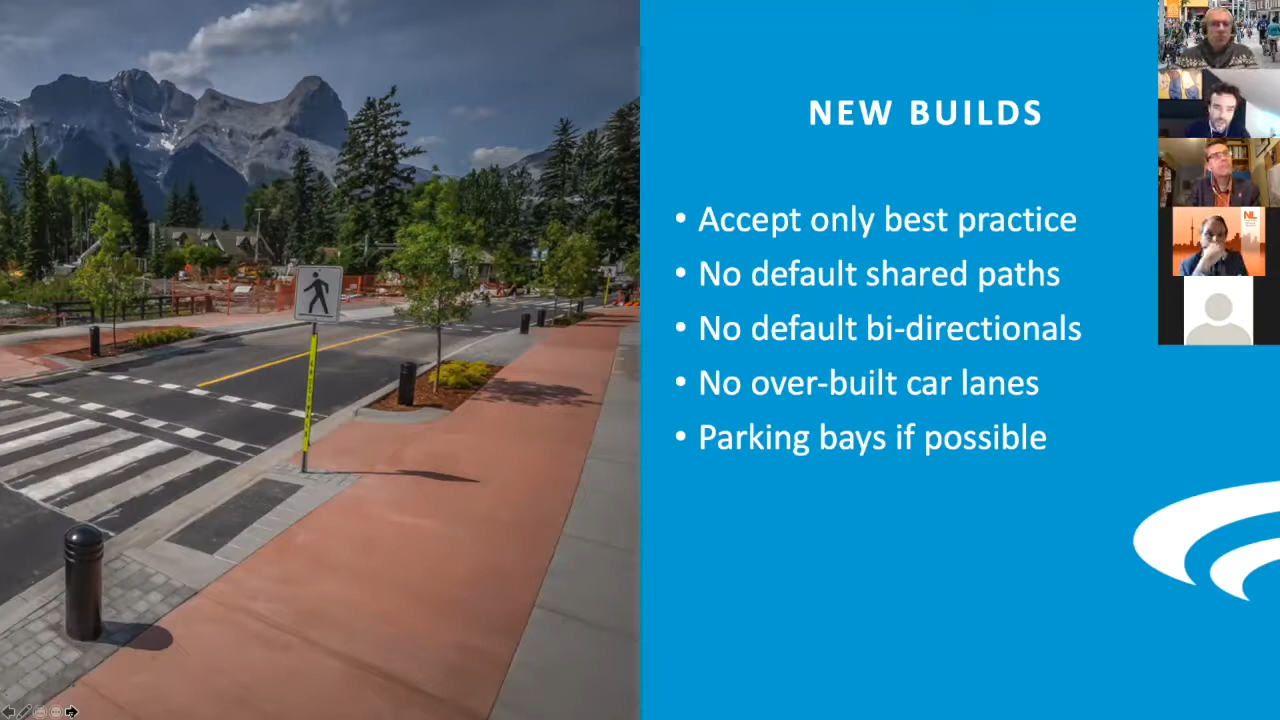 NEW BUILDS
• Accept only best practice
• No default shared paths
• No default bi-directionals
• No over-built car lanes
• Parking bays if possible
NL